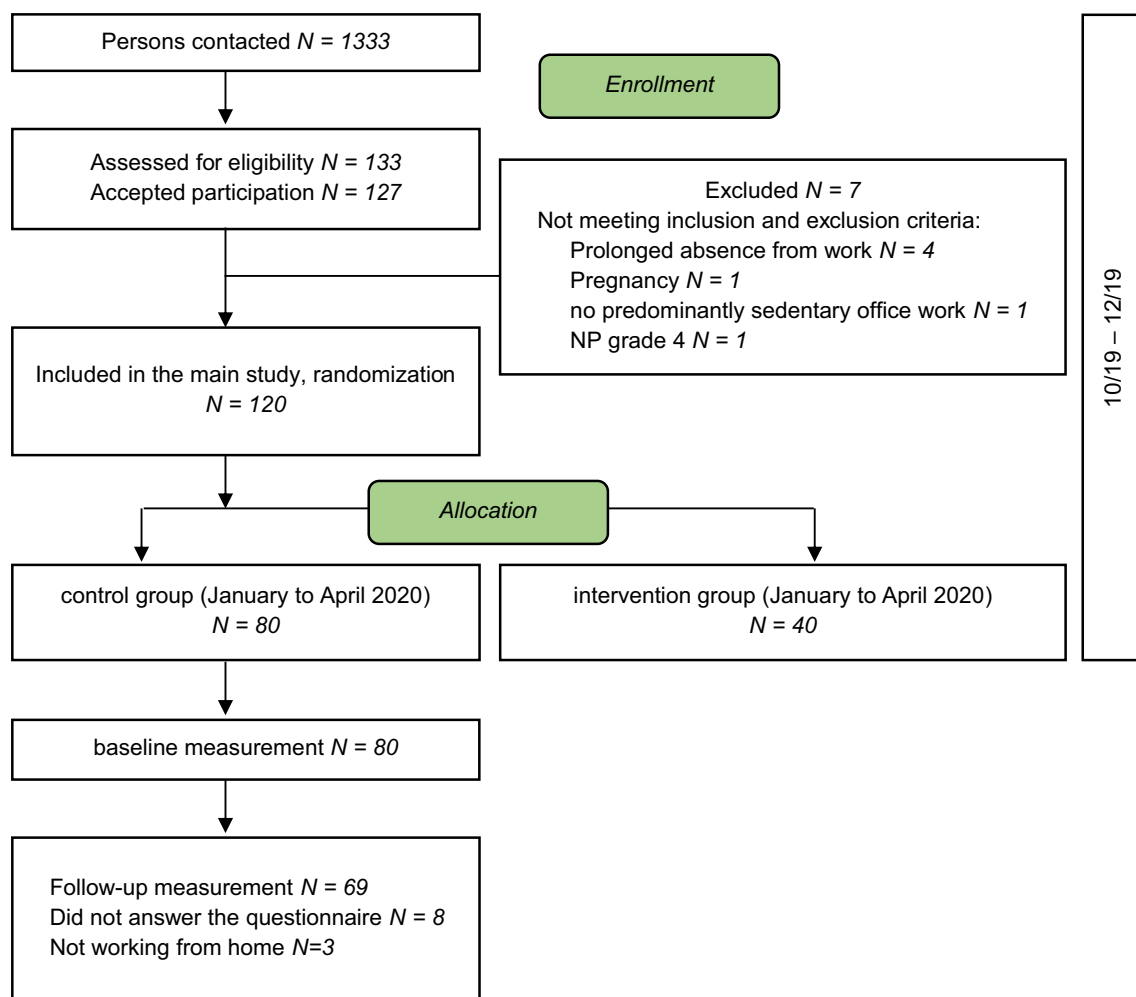 Persons contacted N = 1333
Enrollment
Assessed for eligibility N = 133
Accepted participation N = 127
Excluded N = 7
Not meeting inclusion and exclusion criteria:
Prolonged absence from work N = 4
Pregnancy N = 1
no predominantly sedentary office work N = 1
NP grade 4 N = 1
10/19 – 12/19
Included in the main study, randomization
N = 120
Allocation
control group (January to April 2020)
N = 80
intervention group (January to April 2020)
N = 40
baseline measurement N = 80
Follow-up measurement N = 69
Did not answer the questionnaire N = 8
Not working from home N=3